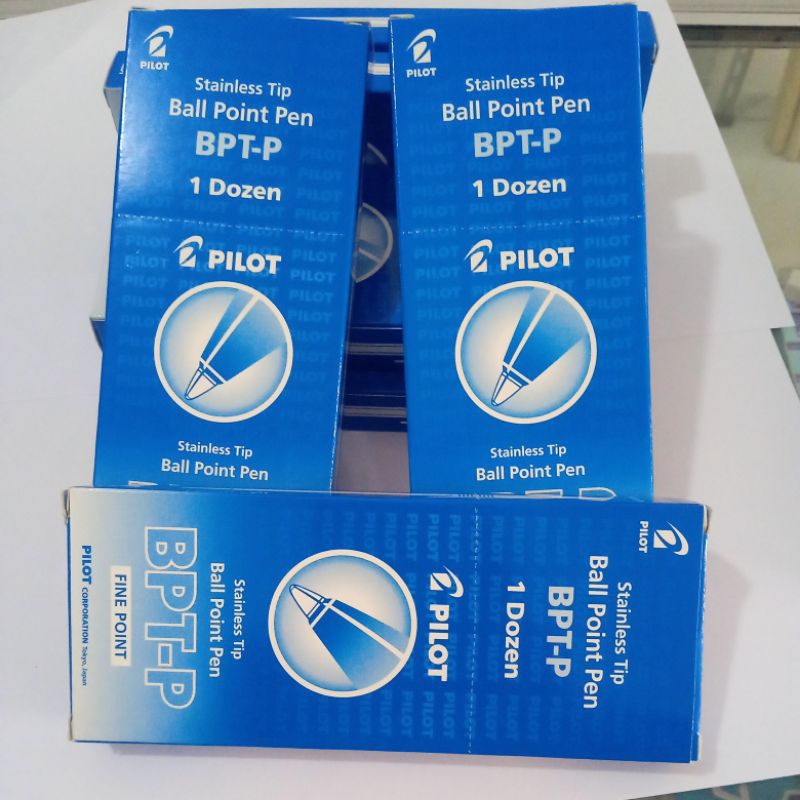 PILOT
Stainless Tip
Ball Point Pen
BPT-P
1 Dozen
PILOT
Stainless Tip
Ball Point Pen
PILOT
Stainless Tip
Ball Point Pen
BPT-P
1 Dozen
PILOT
Stainless Tip
Ball Point Pen
PILOT
Stainless Tip
Ball Point Pen
BPT-P
1 Dozen
PILOT
Stainless Tip
Ball Point Pen
BPT-P
FINE POINT
PILOT CORPORATION Tokyo, Japan